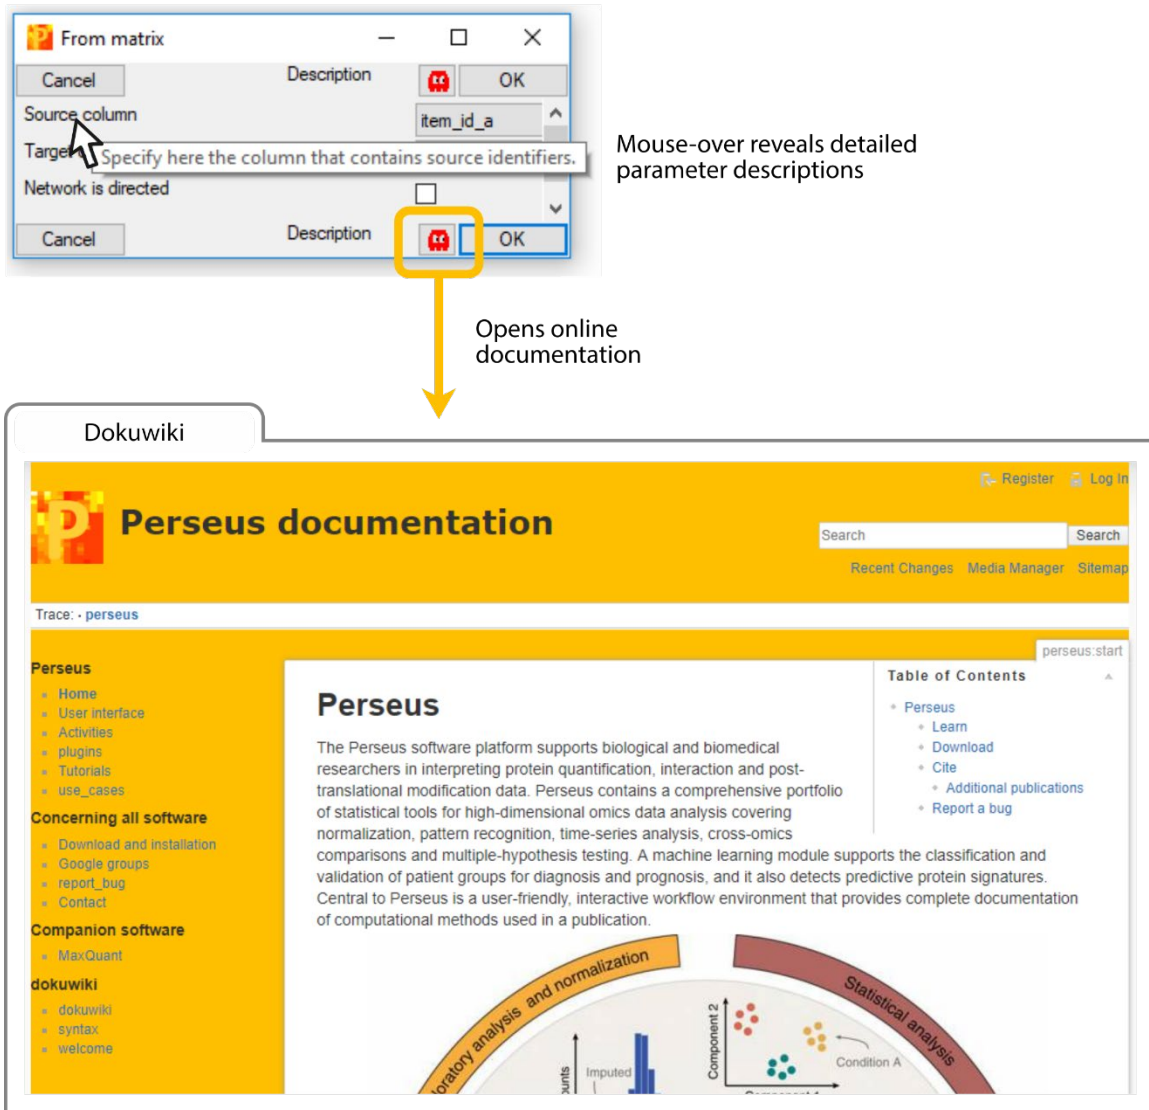 From matrix
Cancel Description OK
Source column item_id_a
Target
Specify here the column that contains source identifiers.
Network is directed
Cancel Description OK
Mouse-over reveals detailed
parameter descriptions
Opens online
documentation
Dokuwiki
Register Log In
P Perseus documentation
Search Search
Recent Changes Media Manager Sitemap
Trace: • perseus
perseus:start
Perseus
Home
User interface
Activities
plugins
Tutorials
use_cases
Concerning all software
Download and installation
Google groups
report_bug
Contact
Companion software
MaxQuant
dokuwiki
dokuwiki
syntax
welcome
Table of Contents
Perseus
Learn
Download
Cite
Additional publications
Report a bug
Perseus
The Perseus software platform supports biological and biomedical
researchers in interpreting protein quantification, interaction and post-
translational modification data. Perseus contains a comprehensive portfolio
of statistical tools for high-dimensional omics data analysis covering
normalization, pattern recognition, time-series analysis, cross-omics
comparisons and multiple-hypothesis testing. A machine learning module supports the classification and
validation of patient groups for diagnosis and prognosis, and it also detects predictive protein signatures.
Central to Perseus is a user-friendly, interactive workflow environment that provides complete documentation
of computational methods used in a publication.
loratory analysis and normalization
Statistical analysis
Component 2
Condition A
Imputed
unts